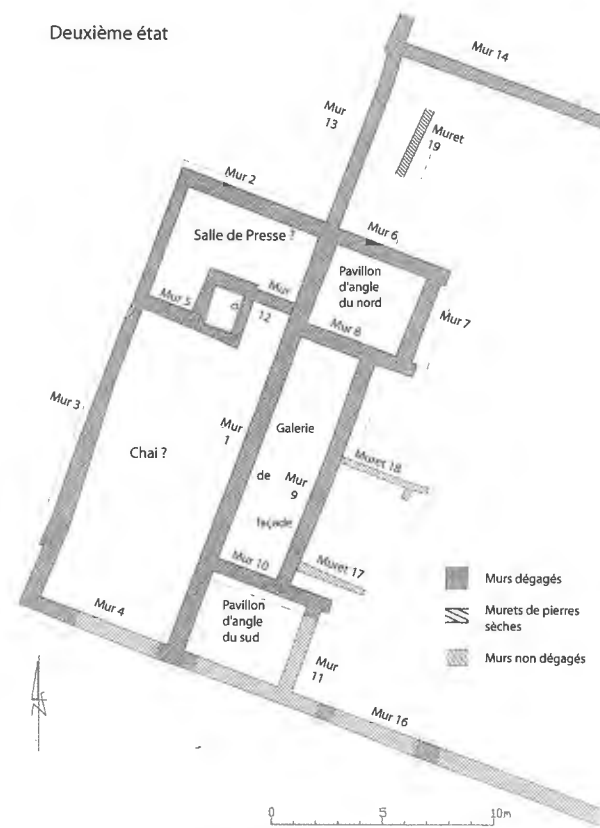 Deuxième état
Mur 14
Mur
13
Muret
19
Mur 2
Mur 6
Salle de Presse ?
Pavillon
d'angle
du nord
Mur 7
Mur 5
Mur
12
Mur 8
Mur 3
Mur
1
Galerie
Chai ?
de
façade
Mur
9
Muret 18
Mur 10
Muret 17
Murs dégagés
Murets de pierres
sèches
Murs non dégagés
Mur 4
Pavillon
d'angle
du sud
Mur
11
Mur 16
N
0 5 10m